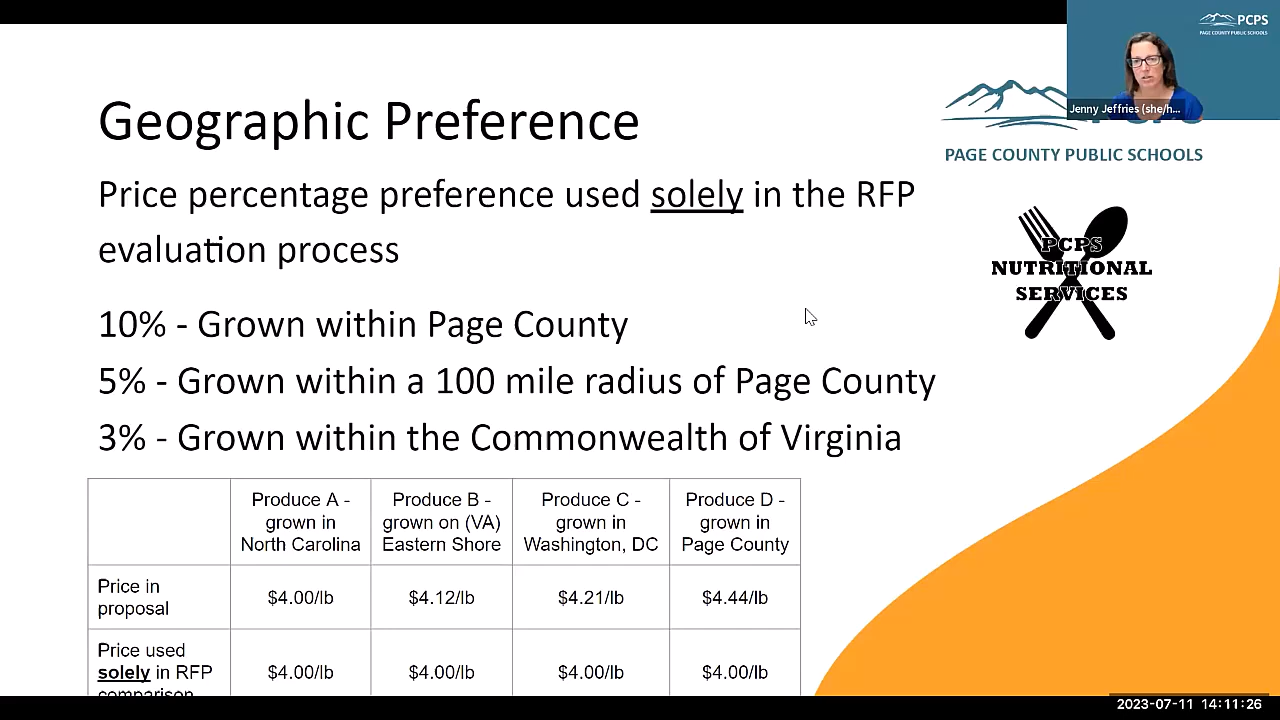 PCPS
PAGE COUNTY PUBLIC SCHOOLS
Jenny Jeffries (she/h...
Geographic Preference
PAGE COUNTY PUBLIC SCHOOLS
Price percentage preference used solely in the RFP
evaluation process
PCPS
NUTRITIONAL
SERVICES
10% - Grown within Page County
5% - Grown within a 100 mile radius of Page County
3% - Grown within the Commonwealth of Virginia
Produce A - grown in North Carolina
Produce B - grown on (VA) Eastern Shore
Produce C - grown in Washington, DC
Produce D - grown in Page County
Price in proposal
$4.00/lb
$4.12/lb
$4.21/lb
$4.44/lb
Price used solely in RFP comparison
$4.00/lb
$4.00/lb
$4.00/lb
$4.00/lb
2023-07-11 14:11:26